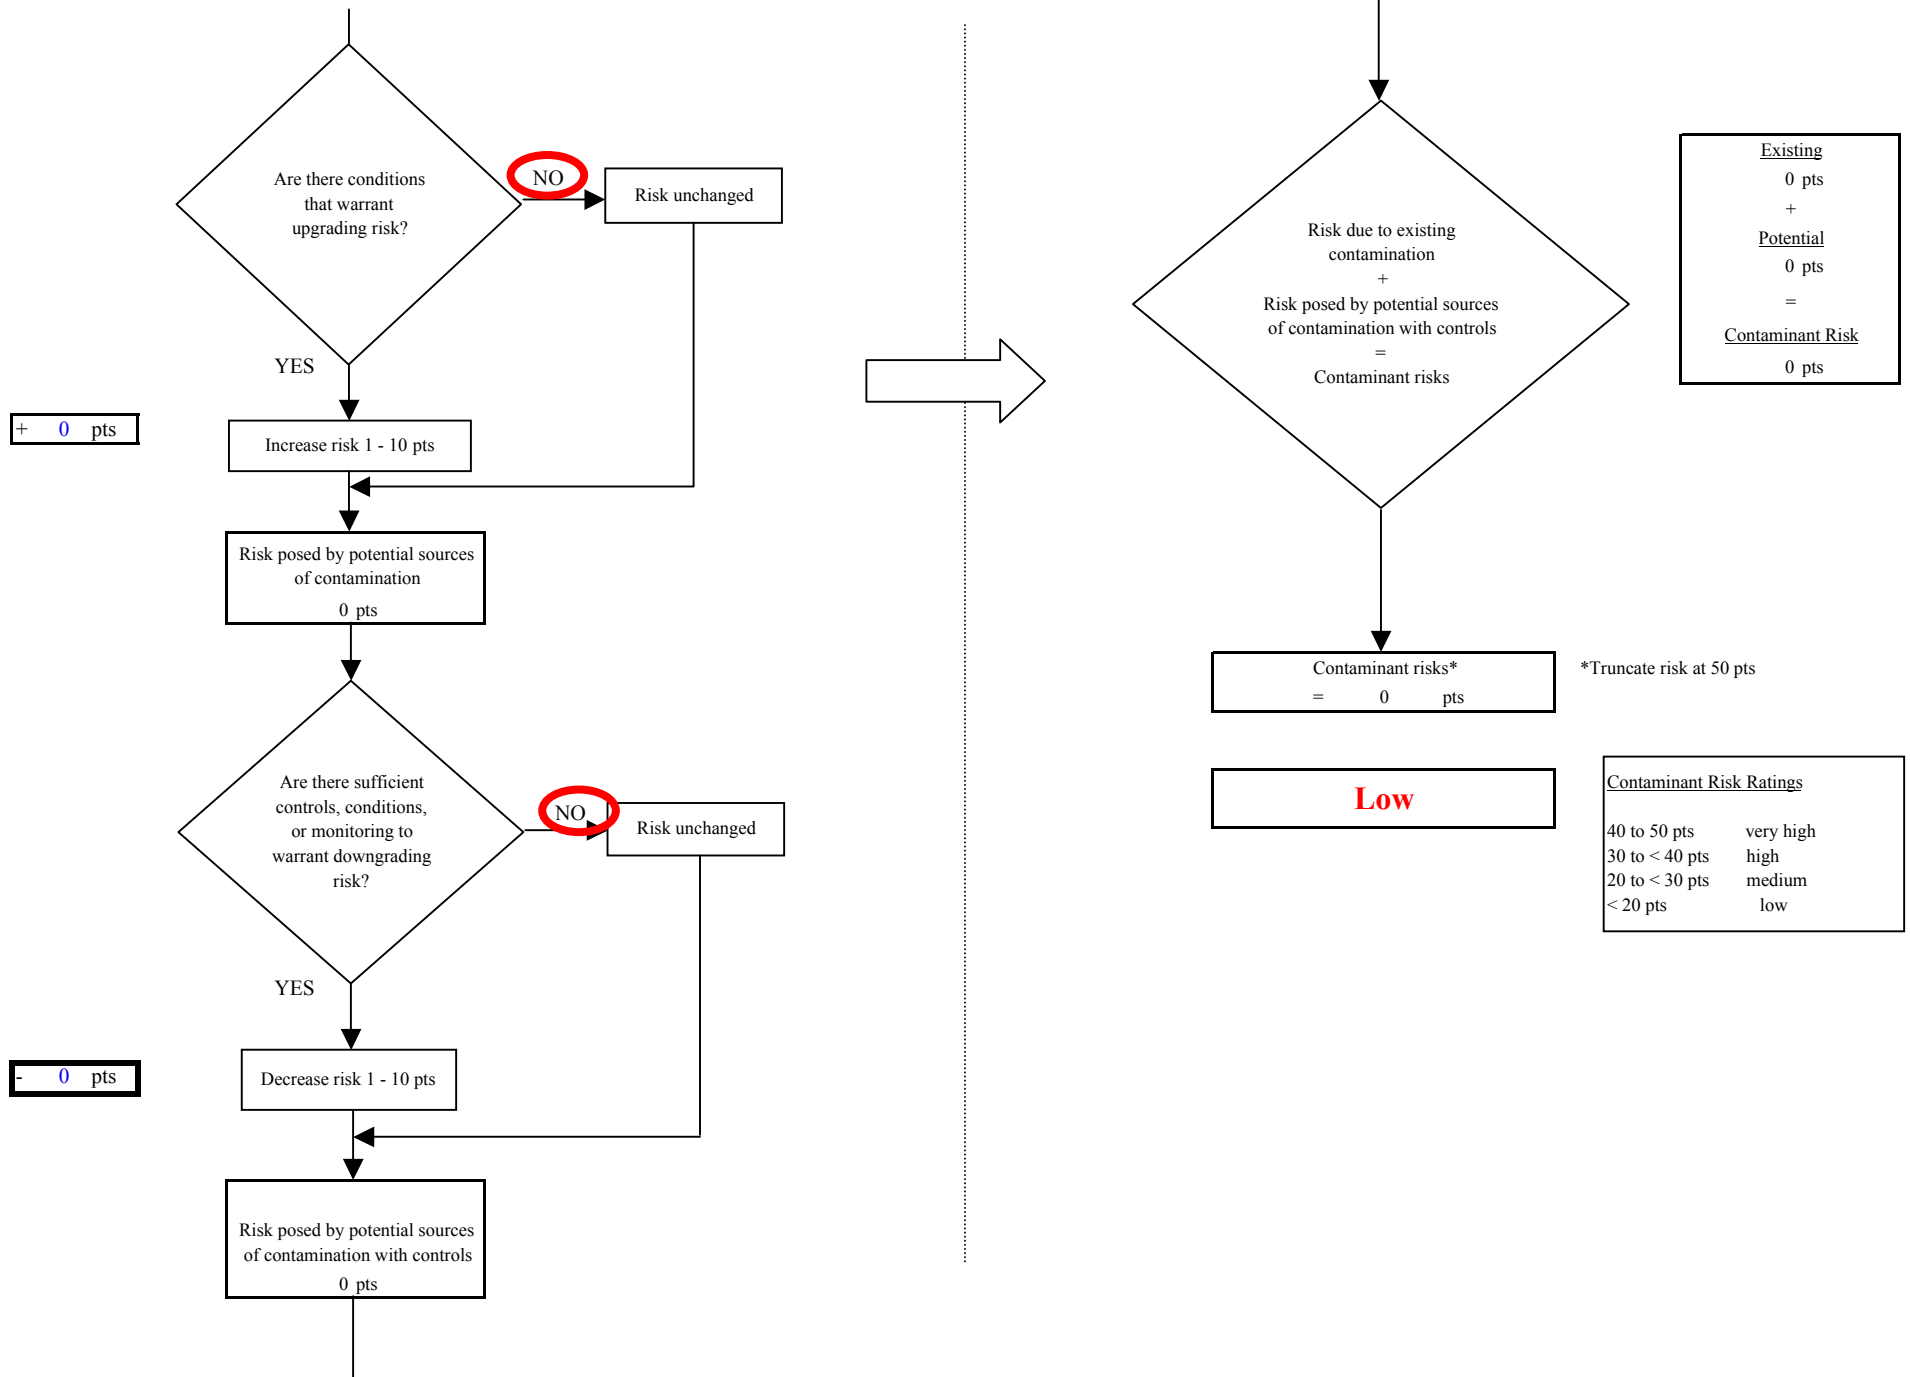 Are there conditions
that warrant
upgrading risk?
NO
Risk unchanged
YES
+ 0 pts
Increase risk 1 - 10 pts
Risk posed by potential sources
of contamination
0 pts
Are there sufficient
controls, conditions,
or monitoring to
warrant downgrading
risk?
NO
Risk unchanged
YES
- 0 pts
Decrease risk 1 - 10 pts
Risk posed by potential sources
of contamination with controls
0 pts
Risk due to existing
contamination
+
Risk posed by potential sources
of contamination with controls
=
Contaminant risks
Existing
0 pts
+
Potential
0 pts
=
Contaminant Risk
0 pts
Contaminant risks*
= 0 pts
*Truncate risk at 50 pts
Low
Contaminant Risk Ratings
40 to 50 pts very high
30 to < 40 pts high
20 to < 30 pts medium
< 20 pts low